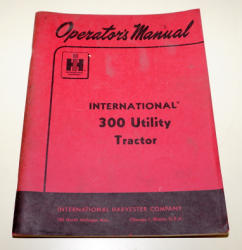 Operator's Manual
IH
INTERNATIONAL
300 Utility
Tractor
INTERNATIONAL HARVESTER COMPANY